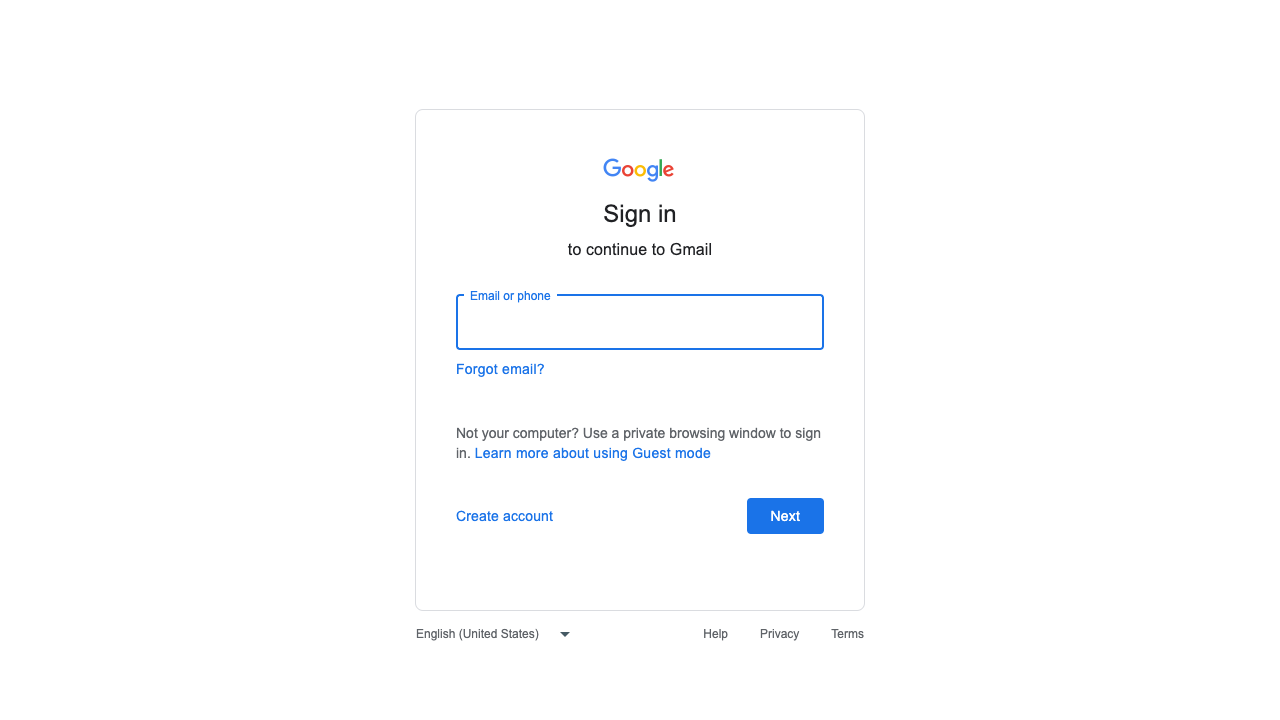 Google
Sign in
to continue to Gmail
Email or phone
Forgot email?
Not your computer? Use a private browsing window to sign
in. Learn more about using Guest mode
Create account
Next
English (United States)
Help
Privacy
Terms